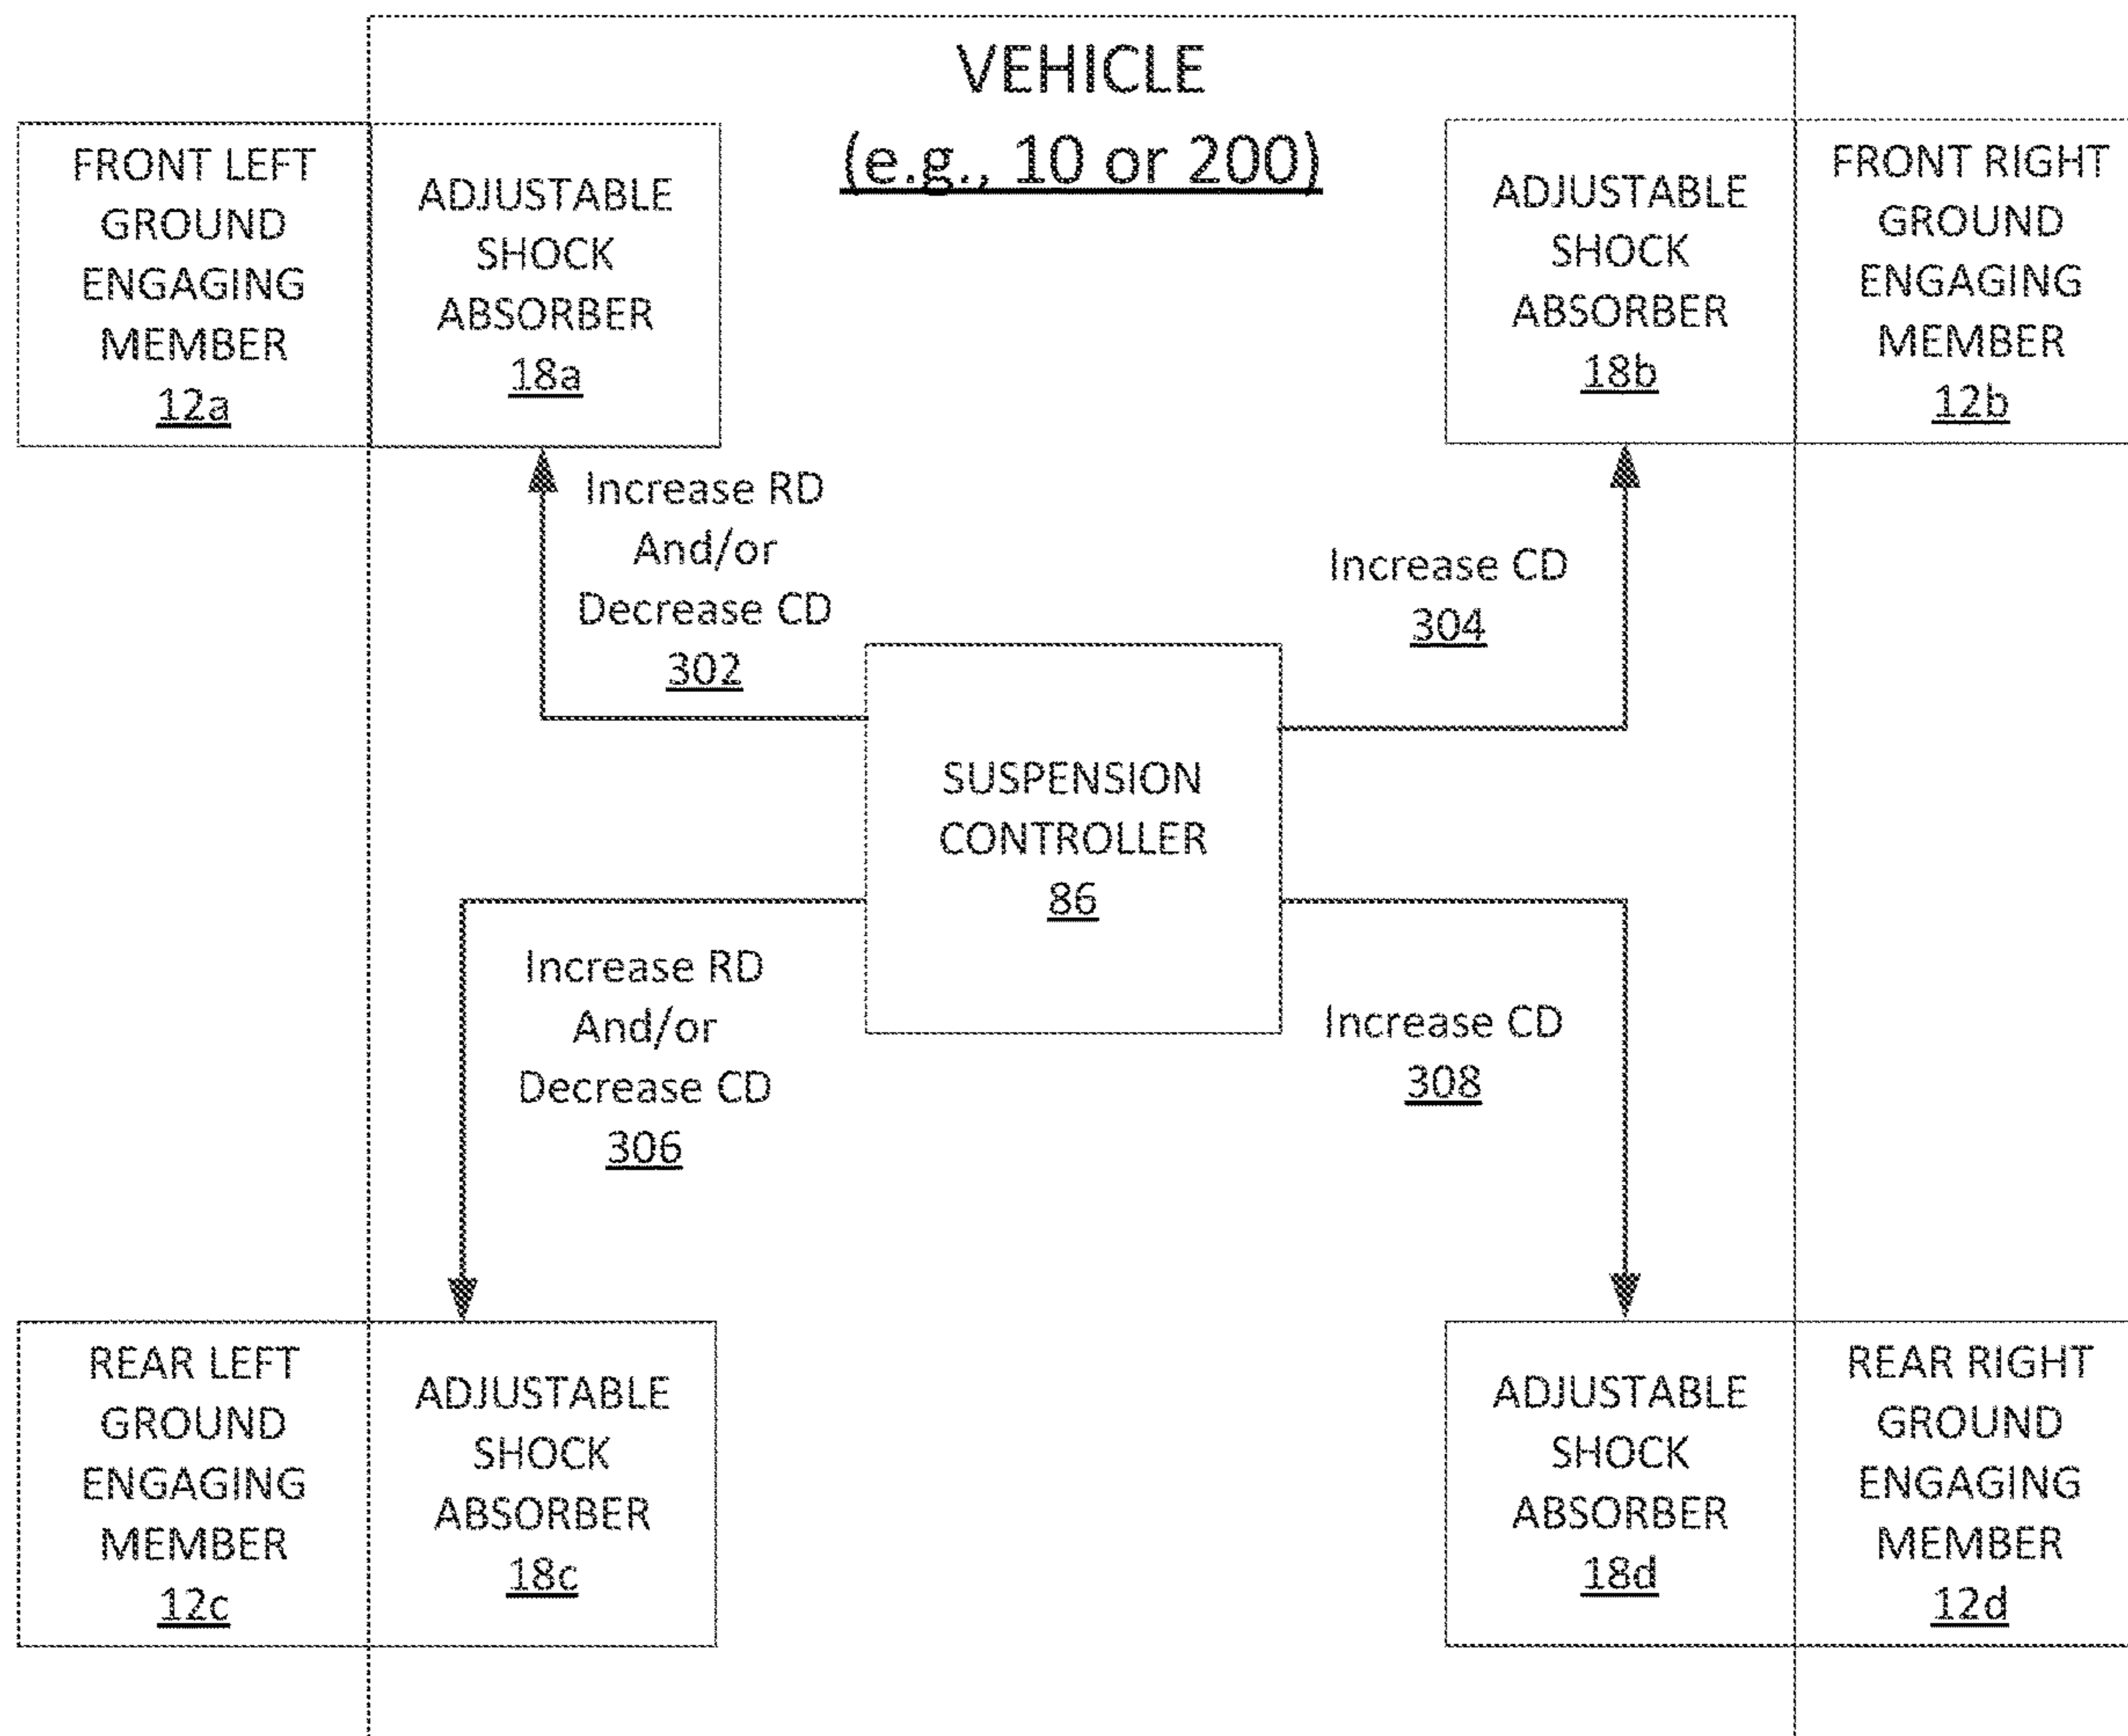 VEHICLE
(e.g., 10 or 200)
FRONT LEFT
GROUND
ENGAGING
MEMBER
12a
ADJUSTABLE
SHOCK
ABSORBER
18a
ADJUSTABLE
SHOCK
ABSORBER
18b
FRONT RIGHT
GROUND
ENGAGING
MEMBER
12b
Increase RD
And/or
Decrease CD
302
Increase CD
304
SUSPENSION
CONTROLLER
86
Increase RD
And/or
Decrease CD
306
Increase CD
308
REAR LEFT
GROUND
ENGAGING
MEMBER
12c
ADJUSTABLE
SHOCK
ABSORBER
18c
ADJUSTABLE
SHOCK
ABSORBER
18d
REAR RIGHT
GROUND
ENGAGING
MEMBER
12d